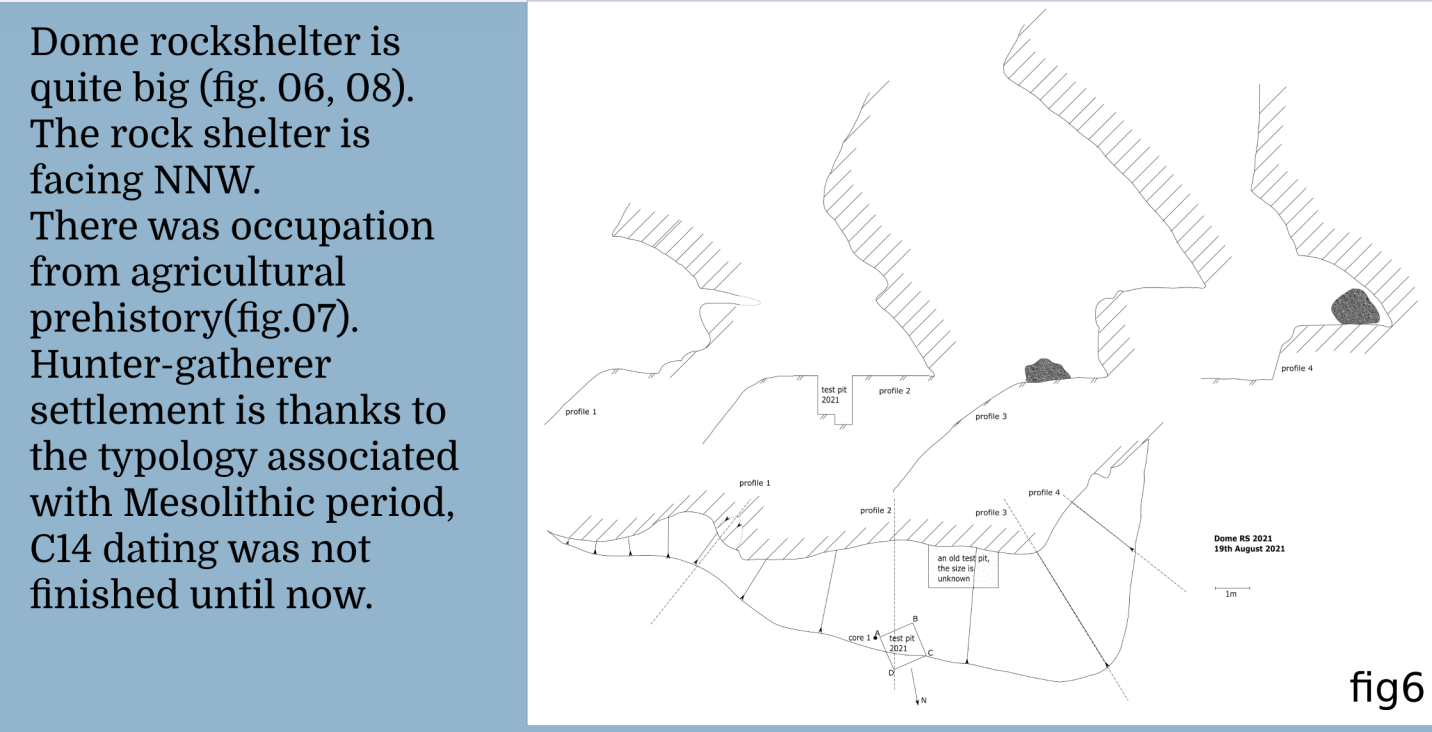 Dome rockshelter is
quite big (fig. 06, 08).
The rock shelter is
facing NNW.
There was occupation
from agricultural
prehistory(fig.07).
Hunter-gatherer
settlement is thanks to
the typology associated
with Mesolithic period,
C14 dating was not
finished until now.
profile 1
test pit
2021
profile 2
profile 3
profile 4
profile 1
profile 2
profile 3
profile 4
an old test pit,
the size is
unknown
core 1
A
B
C
D
test pit
2021
N
Dome RS 2021
19th August 2021
1m
fig6